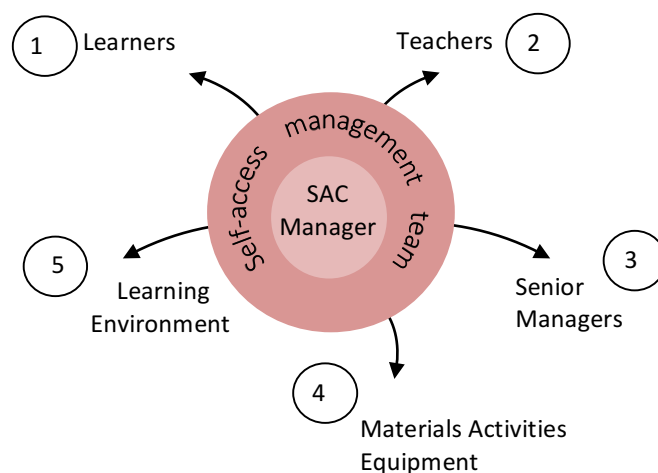 1 Learners
Teachers 2
Self-access management team
SAC
Manager
5
Learning
Environment
3
Senior
Managers
4
Materials Activities
Equipment